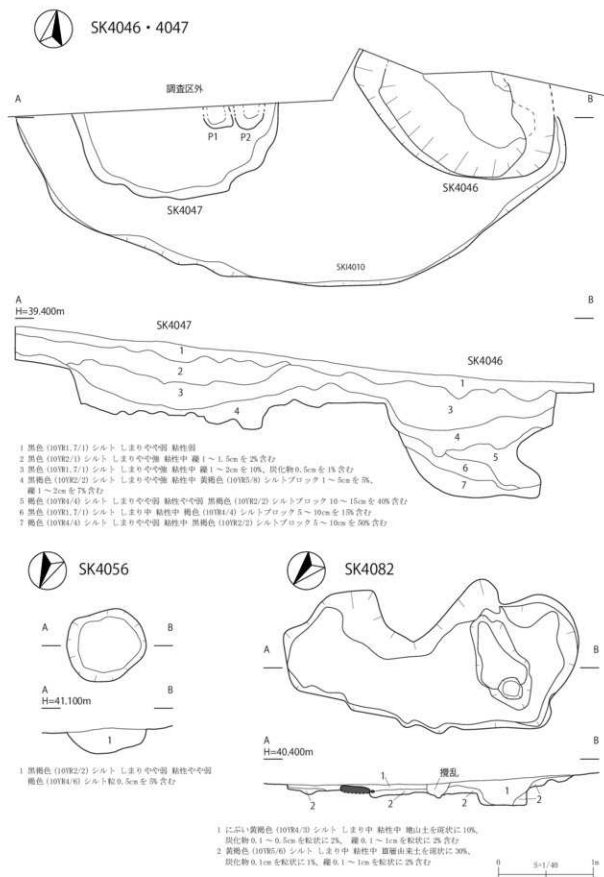 SK4046・4047
調査区外
A
B
P1
P2
SK4047
SK4046
SKI4010
A
B
H=39.400m
SK4047
SK4046
1
1
2
3
3
4
4
5
6
7
1 黒色 (10YR1.7/1) シルト しまりやや弱 粘性弱
2 黒色 (10YR2/1) シルト しまりやや強 粘性中 礫1～1.5cmを2%含む
3 黒色 (10YR1.7/1) シルト しまりやや強 粘性中 礫1～2cmを10%、炭化物0.5cmを1%含む
4 黒褐色 (10YR2/2) シルト しまりやや強 粘性中 黄褐色 (10YR5/8) シルトブロック1～5cmを5%、
礫1～2cmを7%含む
5 褐色 (10YR4/4) シルト しまりやや弱 粘性やや弱 黒褐色 (10YR2/2) シルトブロック10～15cmを40%含む
6 黒色 (10YR1.7/1) シルト しまり中 粘性中 褐色 (10YR4/4) シルトブロック5～10cmを15%含む
7 褐色 (10YR4/4) シルト しまりやや弱 粘性中 黒褐色 (10YR2/2) シルトブロック5～10cmを50%含む
SK4056
A
B
A
B
H=41.100m
1
1 黒褐色 (10YR2/2) シルト しまりやや弱 粘性やや弱
褐色 (10YR4/6) シルト粒0.5cmを5%含む
SK4082
A
B
A
B
H=40.400m
1
撹乱
2
2
2
1
2
1 にぶい黄褐色 (10YR4/3) シルト しまり中 粘性中 地山土を斑状に10%、
炭化物0.1～0.5cmを粒状に2%、礫0.1～1cmを粒状に2%含む
2 黄褐色 (10YR5/6) シルト しまり中 粘性中 Ⅲ層由来土を斑状に30%、
炭化物0.1cmを粒状に1%、礫0.1～1cmを粒状に2%含む
0
S=1/40
1m